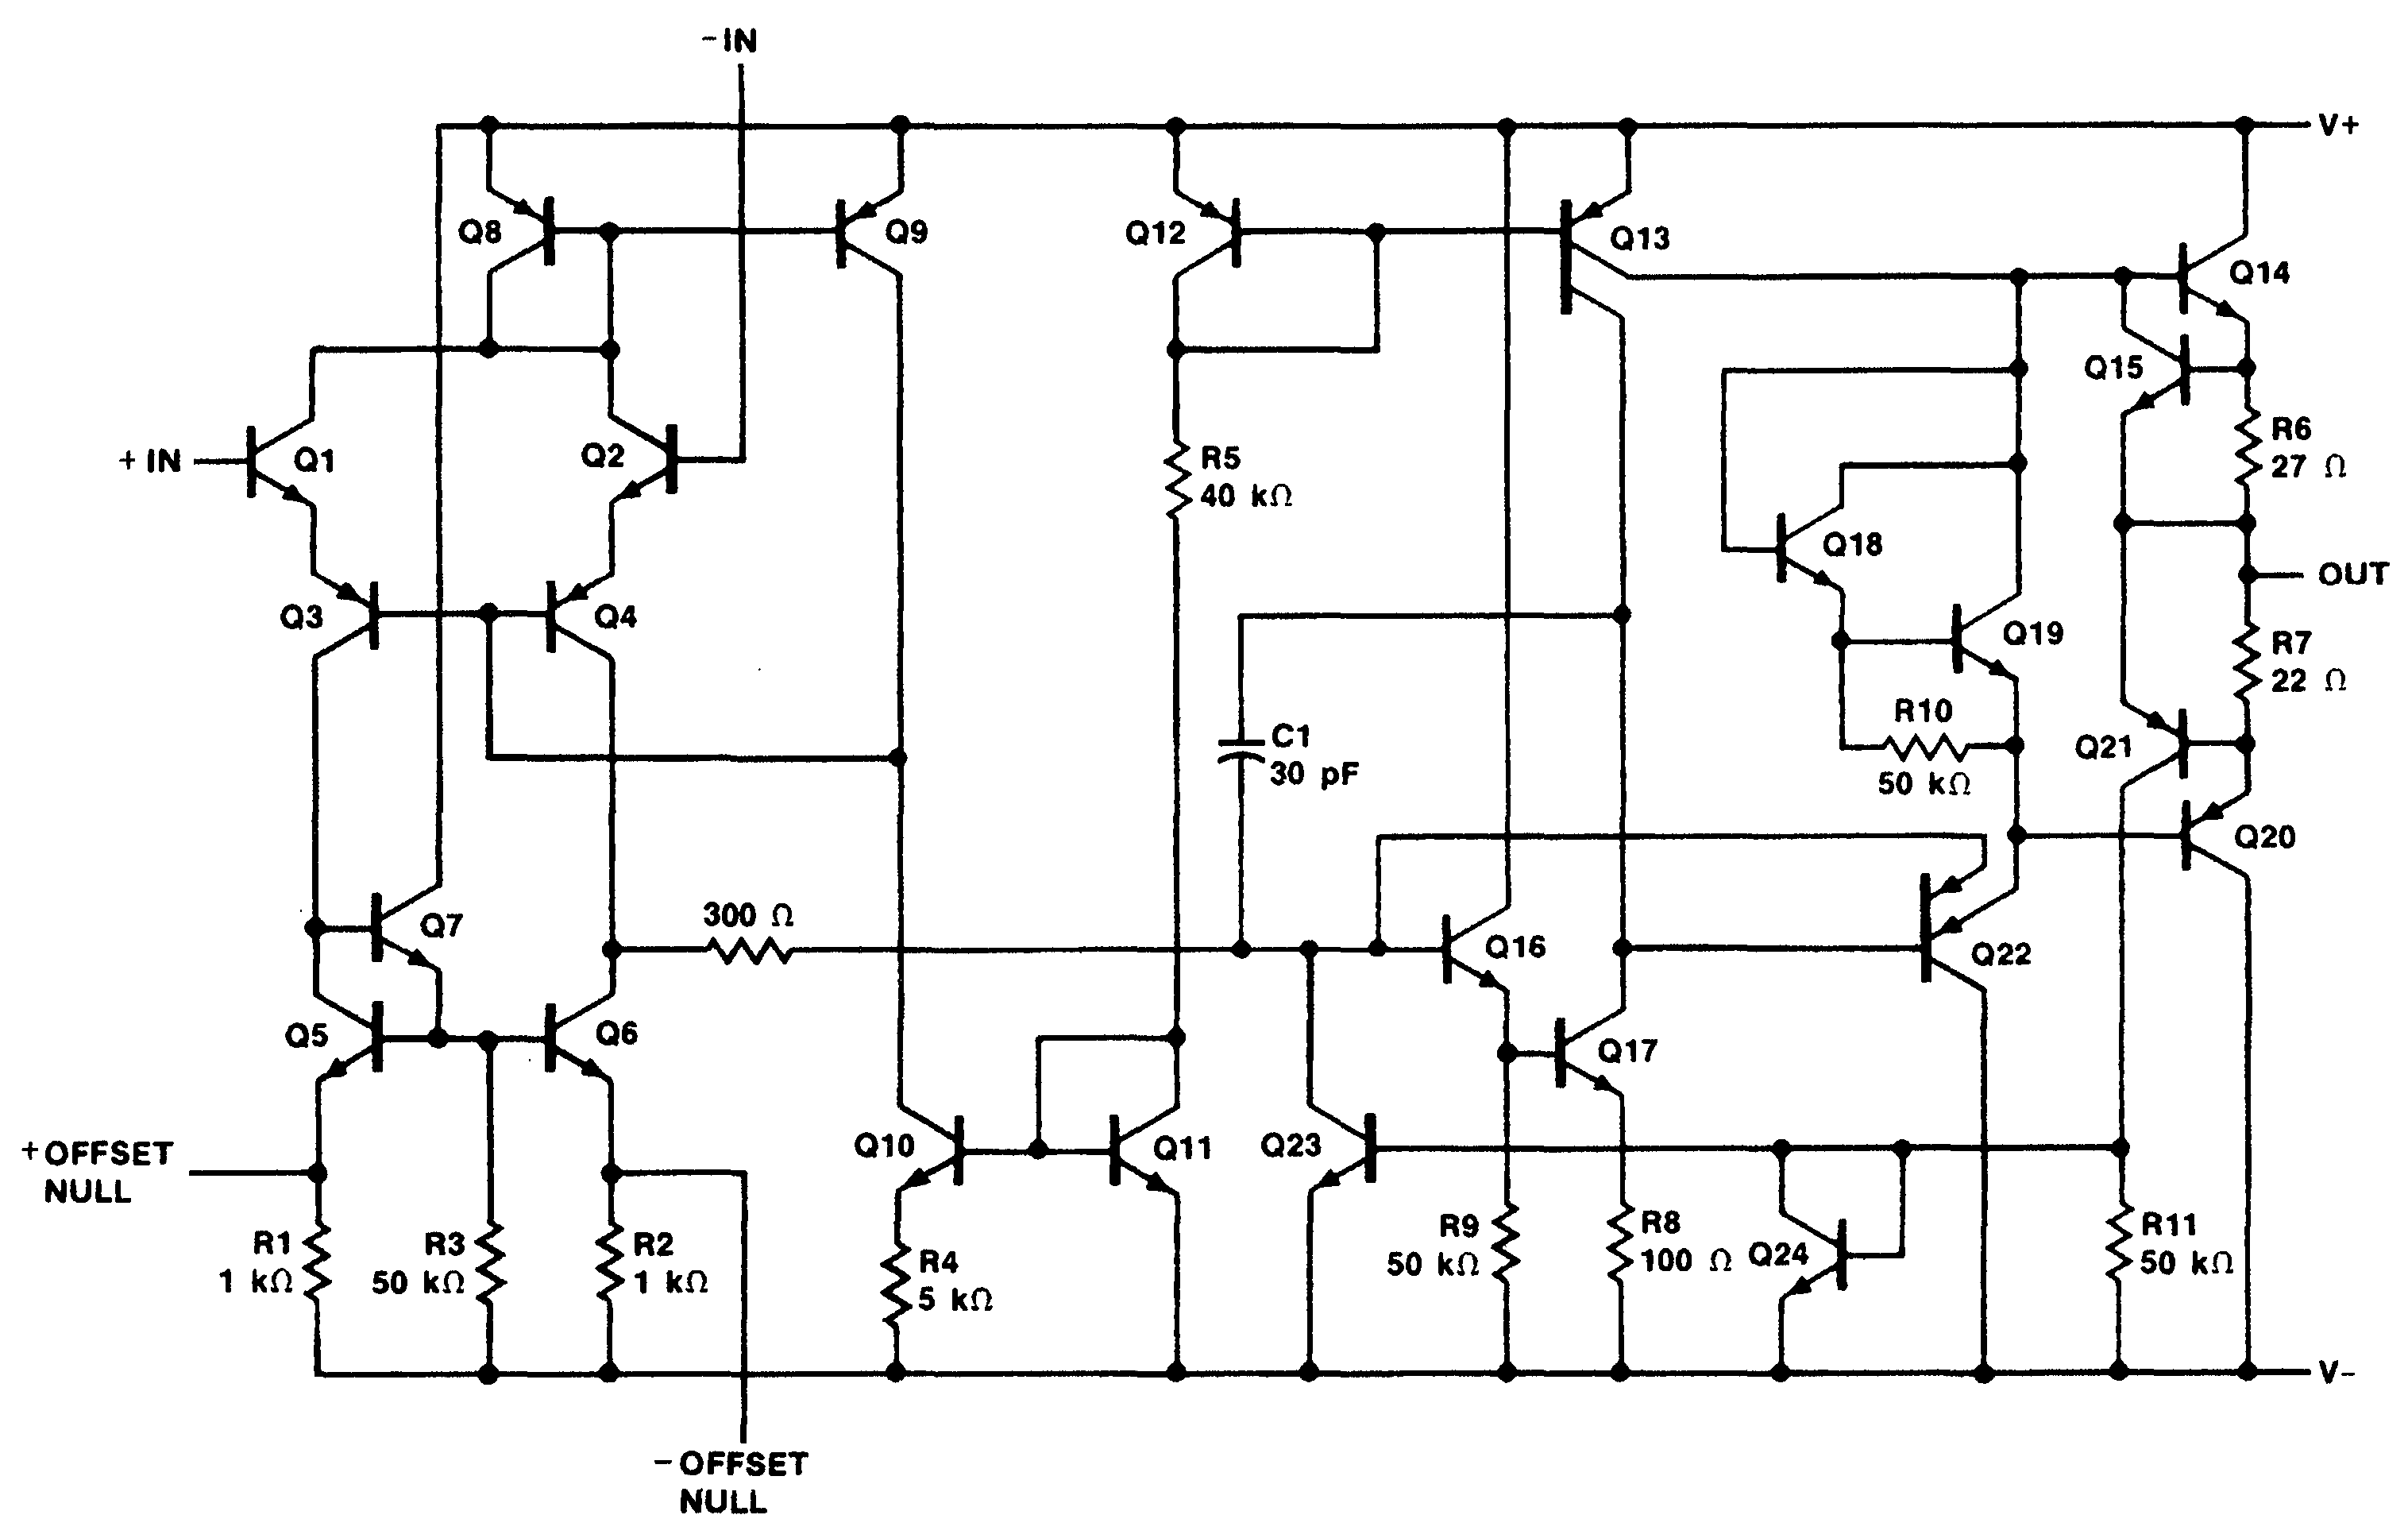 − IN
V+
Q8
Q9
Q12
Q13
Q14
Q15
+ IN
Q1
Q2
R5
40 kΩ
R6
27 Ω
Q18
OUT
Q3
Q4
Q19
R7
22 Ω
R10
50 kΩ
C1
30 pF
Q21
Q20
Q7
300 Ω
Q16
Q22
Q5
Q6
Q17
Q10
Q11
Q23
+ OFFSET
NULL
R1
1 kΩ
R3
50 kΩ
R2
1 kΩ
R4
5 kΩ
R9
50 kΩ
R8
100 Ω
Q24
R11
50 kΩ
V−
− OFFSET
NULL